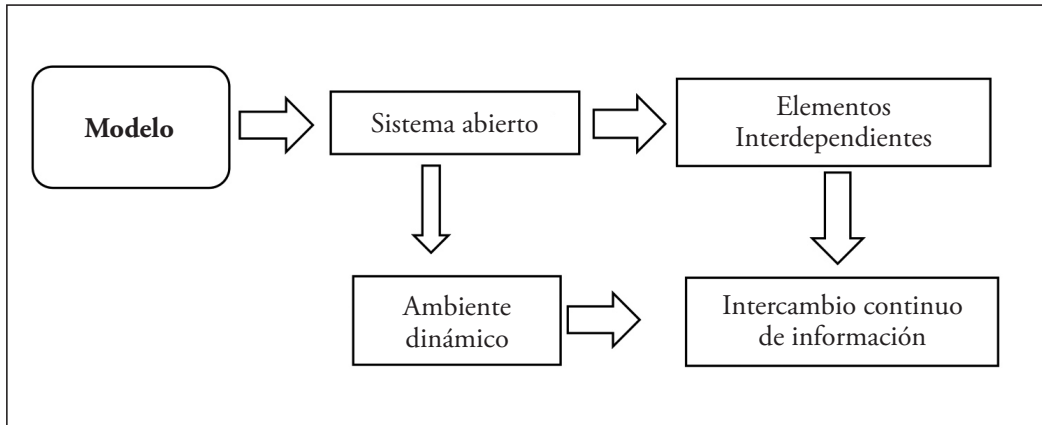 Modelo
Sistema abierto
Elementos
Interdependientes
Ambiente
dinámico
Intercambio continuo
de información